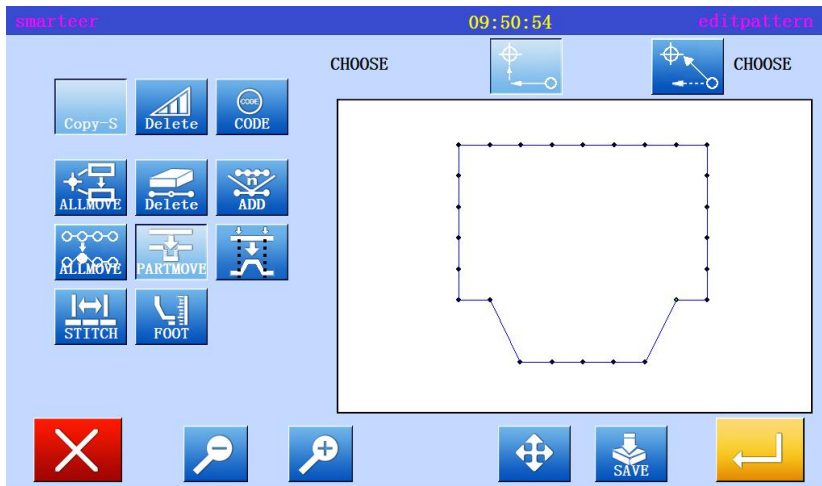 smarteer 09:50:54 editpattern
CHOOSE CHOOSE
Copy-S Delete CODE CODE
ALLMOVE Delete n ADD
ALLMOVE PARTMOVE
STITCH FOOT
SAVE